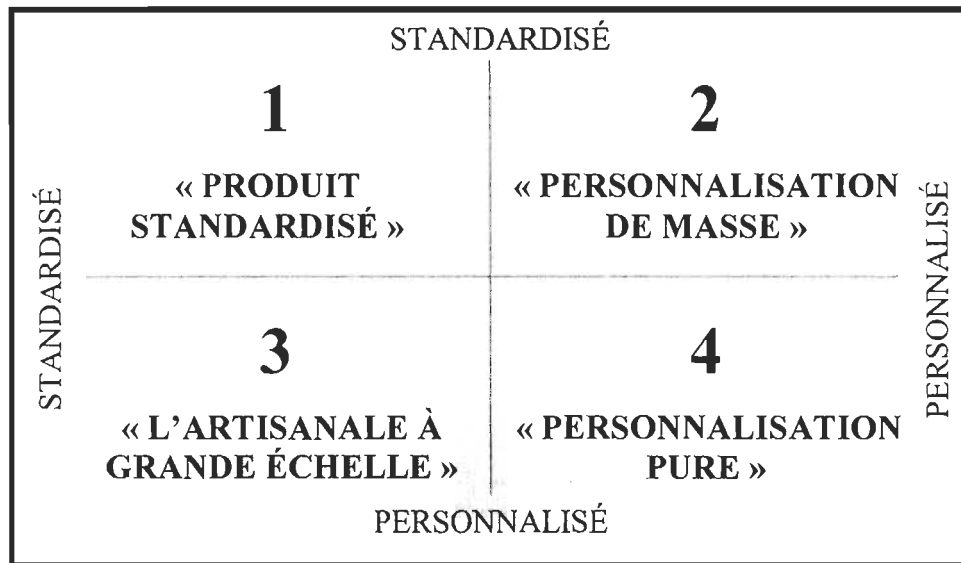 STANDARDISÉ
1
2
« PRODUIT
STANDARDISÉ »
« PERSONNALISATION
DE MASSE »
STANDARDISÉ
PERSONNALISÉ
3
4
« L'ARTISANALE À
GRANDE ÉCHELLE »
« PERSONNALISATION
PURE »
PERSONNALISÉ